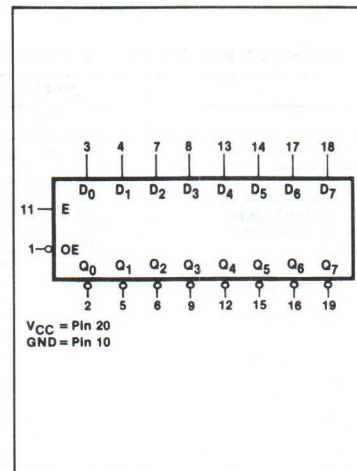 3 4 7 8 13 14 17 18
D0 D1 D2 D3 D4 D5 D6 D7
11 E
1 OE
Q0 Q1 Q2 Q3 Q4 Q5 Q6 Q7
2 5 6 9 12 15 16 19
VCC = Pin 20
GND = Pin 10